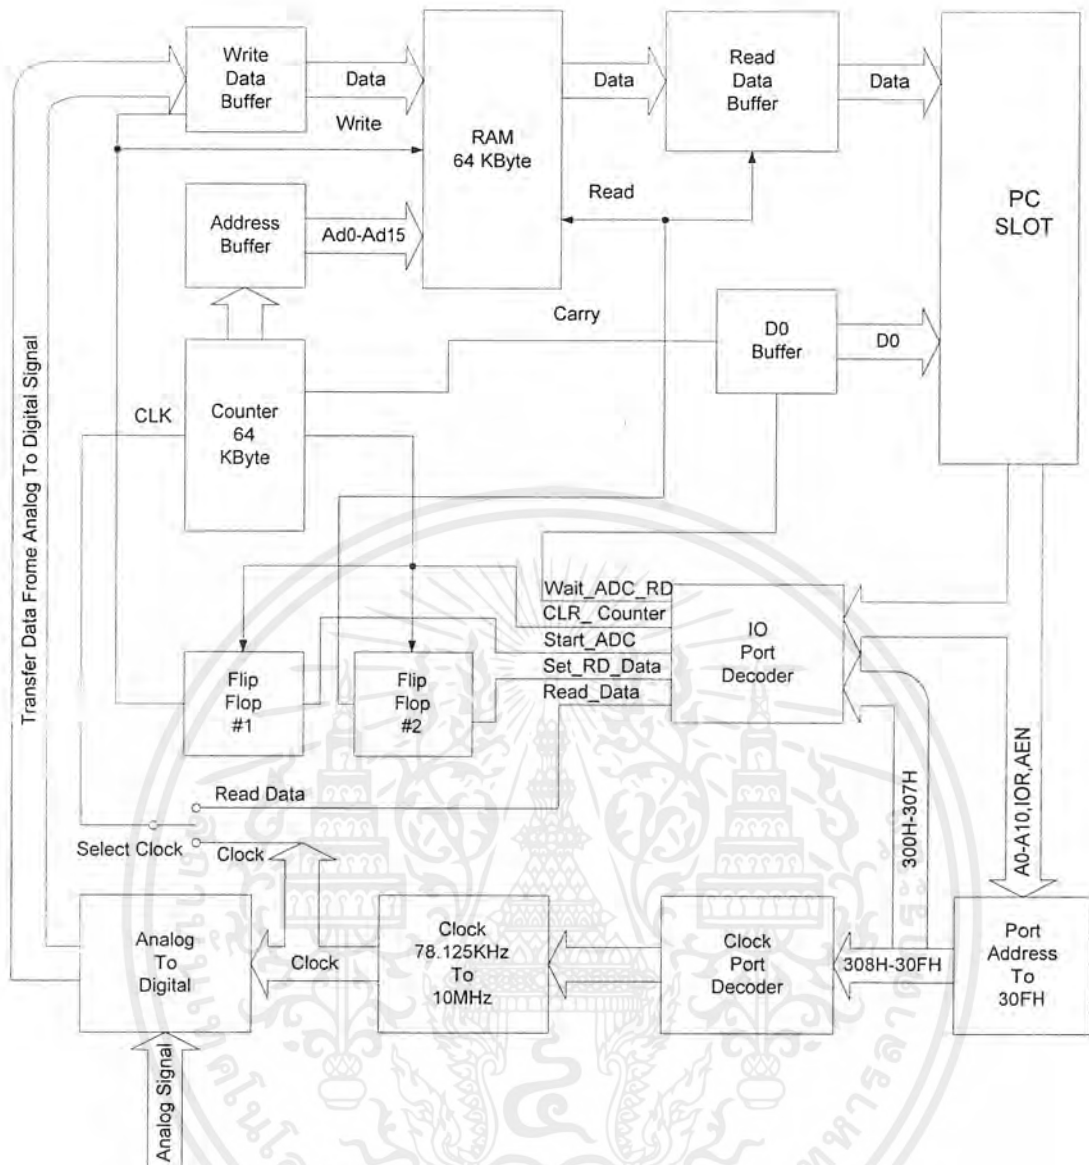 Write
Data
Buffer
Data
Write
RAM
64 KByte
Data
Read
Data
Buffer
Data
PC
SLOT
Address
Buffer
Ad0-Ad15
Read
Carry
D0
Buffer
D0
CLK
Counter
64
KByte
Transfer Data Frome Analog To Digital Signal
Wait_ADC_RD
CLR_ Counter
Start_ADC
Set_RD_Data
Read_Data
IO
Port
Decoder
Flip
Flop
#1
Flip
Flop
#2
Read Data
Select Clock
Clock
300H-307H
A0-A10,IOR,AEN
Analog
To
Digital
Clock
Clock
78.125KHz
To
10MHz
Clock
Port
Decoder
308H-30FH
Port
Address
To
30FH
Analog Signal